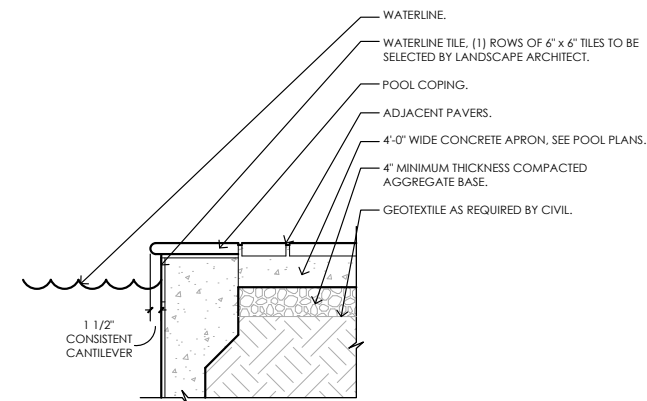 WATERLINE.
WATERLINE TILE, (1) ROWS OF 6" x 6" TILES TO BE
SELECTED BY LANDSCAPE ARCHITECT.
POOL COPING.
ADJACENT PAVERS.
4'-0" WIDE CONCRETE APRON, SEE POOL PLANS.
4" MINIMUM THICKNESS COMPACTED
AGGREGATE BASE.
GEOTEXTILE AS REQUIRED BY CIVIL.
1 1/2"
CONSISTENT
CANTILEVER